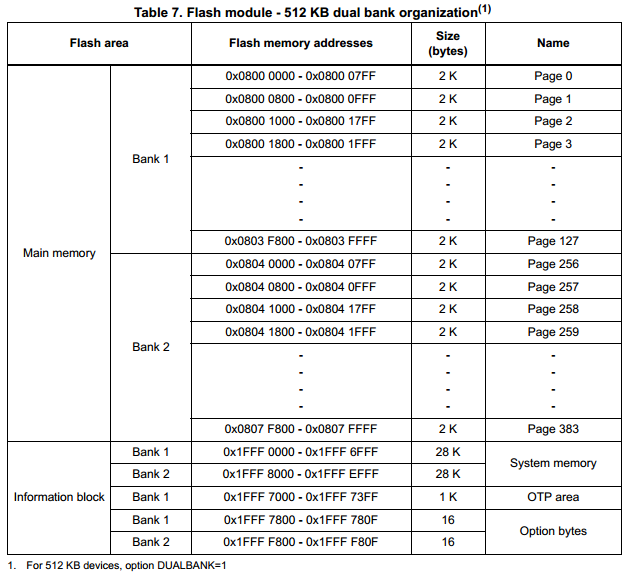 Table 7. Flash module - 512 KB dual bank organization(1)
Flash area Flash memory addresses Size (bytes) Name
Main memory Bank 1 0x0800 0000 - 0x0800 07FF 2 K Page 0
0x0800 0800 - 0x0800 0FFF 2 K Page 1
0x0800 1000 - 0x0800 17FF 2 K Page 2
0x0800 1800 - 0x0800 1FFF 2 K Page 3
- - -
- - -
- - -
- - -
0x0803 F800 - 0x0803 FFFF 2 K Page 127
Bank 2 0x0804 0000 - 0x0804 07FF 2 K Page 256
0x0804 0800 - 0x0804 0FFF 2 K Page 257
0x0804 1000 - 0x0804 17FF 2 K Page 258
0x0804 1800 - 0x0804 1FFF 2 K Page 259
- - -
- - -
- - -
- - -
0x0807 F800 - 0x0807 FFFF 2 K Page 383
Information block Bank 1 0x1FFF 0000 - 0x1FFF 6FFF 28 K System memory
Bank 2 0x1FFF 8000 - 0x1FFF EFFF 28 K
Bank 1 0x1FFF 7000 - 0x1FFF 73FF 1 K OTP area
Bank 1 0x1FFF 7800 - 0x1FFF 780F 16 Option bytes
Bank 2 0x1FFF F800 - 0x1FFF F80F 16
1. For 512 KB devices, option DUALBANK=1